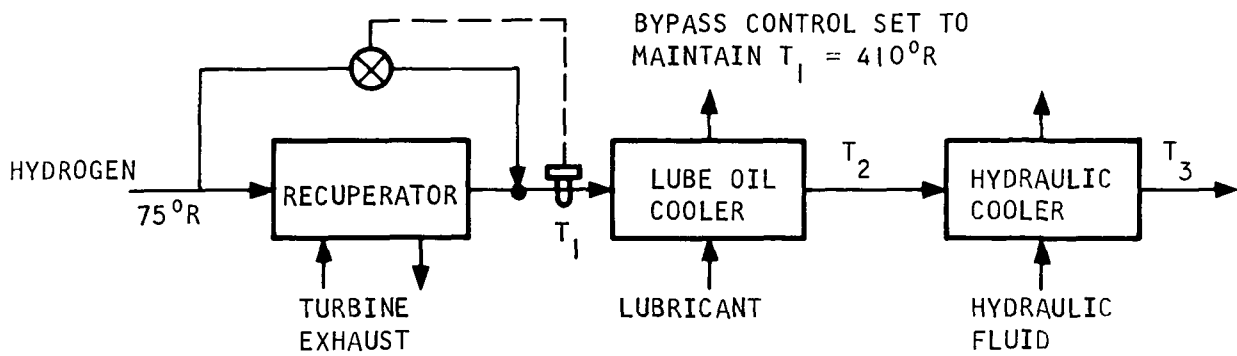 BYPASS CONTROL SET TO
MAINTAIN T₁ = 410°R
HYDROGEN
75°R
RECUPERATOR
T₁
LUBE OIL
COOLER
T₂
HYDRAULIC
COOLER
T₃
TURBINE
EXHAUST
LUBRICANT
HYDRAULIC
FLUID